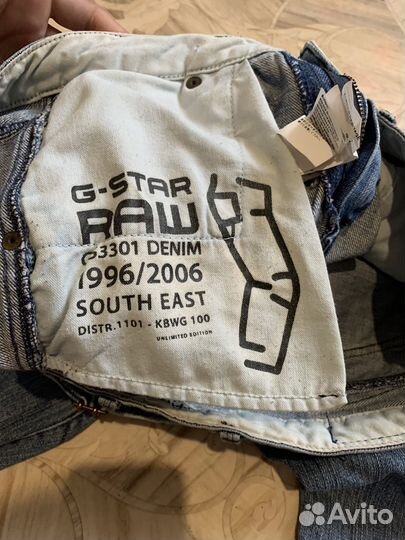 G-STAR
RAW
3301 DENIM
1996/2006
SOUTH EAST
DISTR.1101 - KBWG 100
UNLIMITED EDITION
Avito